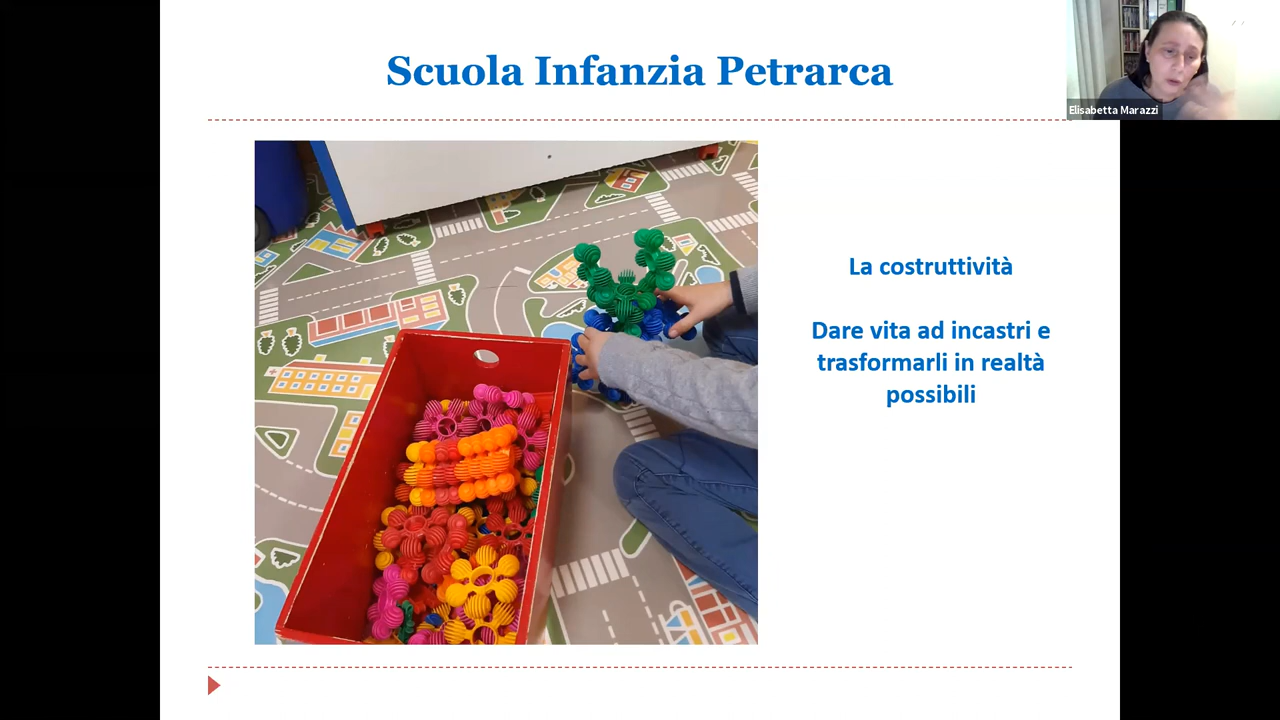 Scuola Infanzia Petrarca
Elisabetta Marazzi
La costruttività
Dare vita ad incastri e
trasformarli in realtà
possibili